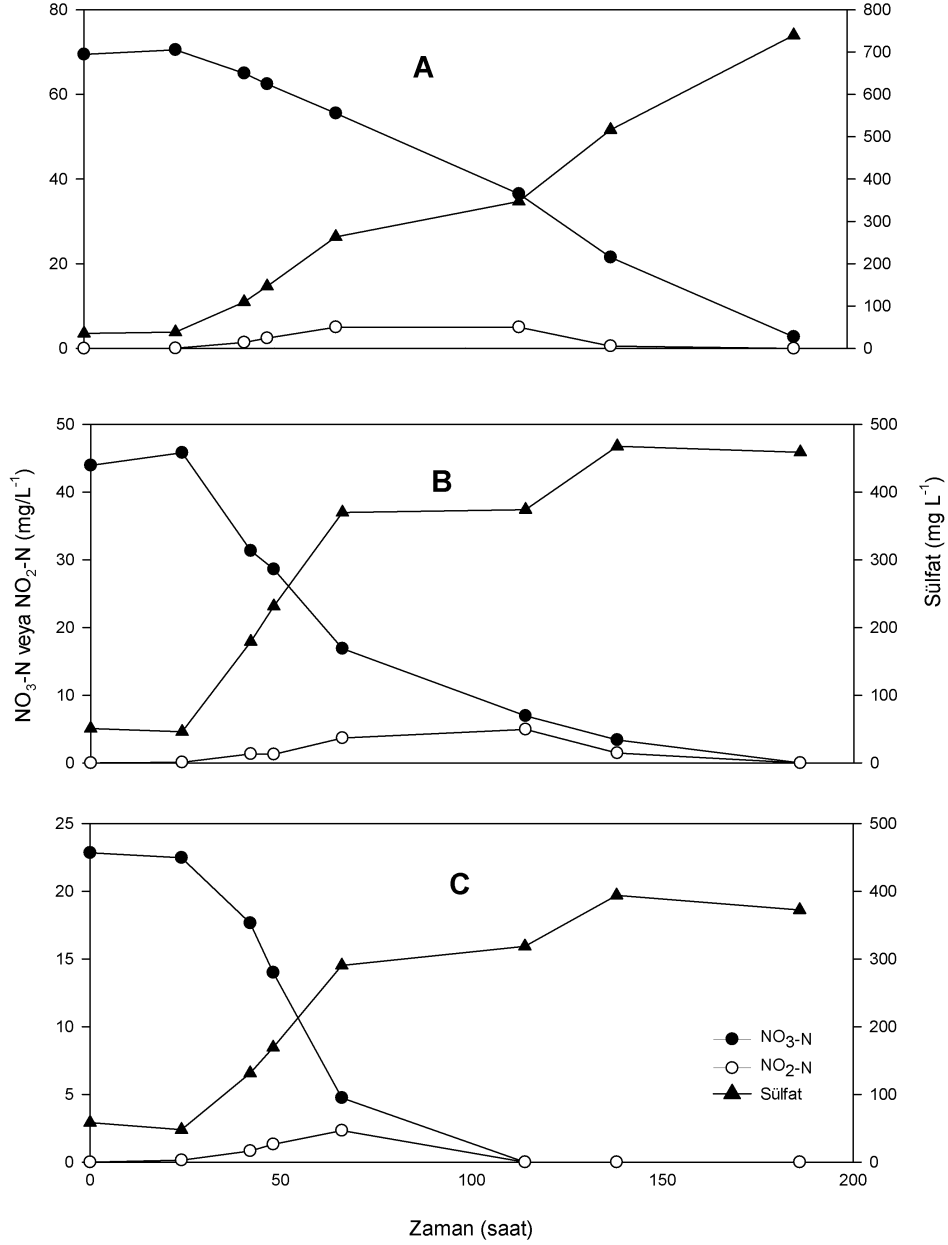 80 800
A
700
60 600
500
40 400
300
20 200
100
0 0
50 500
B
40 400
30 300
20 200
10 100
0 0
NO3-N veya NO2-N (mg/L-1)
Sülfat (mg L-1)
25 500
C
20 400
15 300
10 200
NO3-N
NO2-N
5 100
Sülfat
0 0
0 50 100 150 200
Zaman (saat)